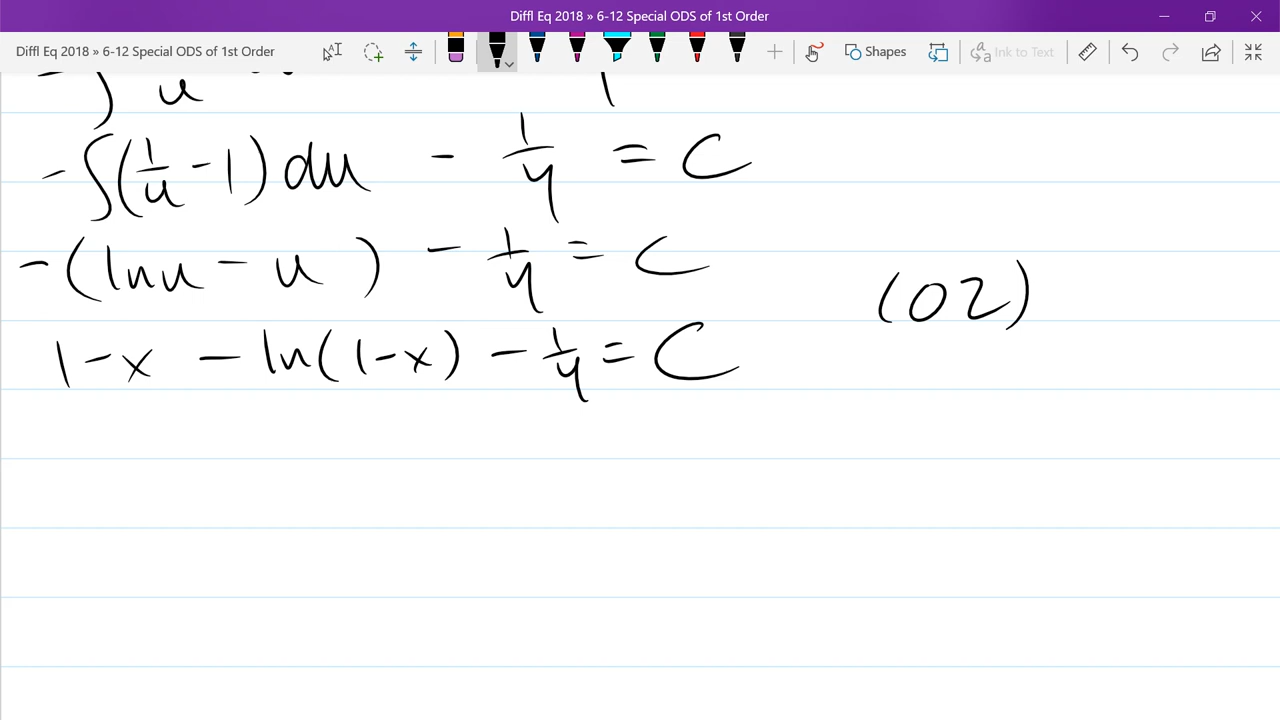 Diffl Eq 2018 » 6-12 Special ODS of 1st Order
Diffl Eq 2018 » 6-12 Special ODS of 1st Order
Shapes
Ink to Text
-∫(1/u - 1) du - 1/y = C
-(ln u - u) - 1/y = C
(02)
1-x - ln(1-x) - 1/y = C